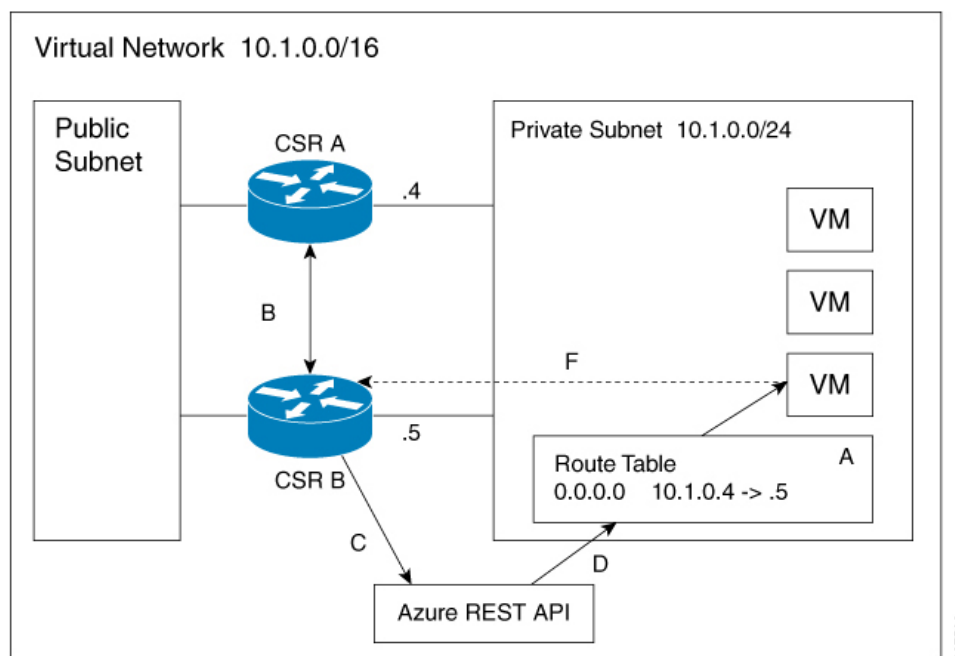 Virtual Network 10.1.0.0/16
Public
Subnet
CSR A
.4
Private Subnet 10.1.0.0/24
VM
VM
B
F
VM
.5
CSR B
Route Table
A
0.0.0.0 10.1.0.4 -> .5
C
D
Azure REST API